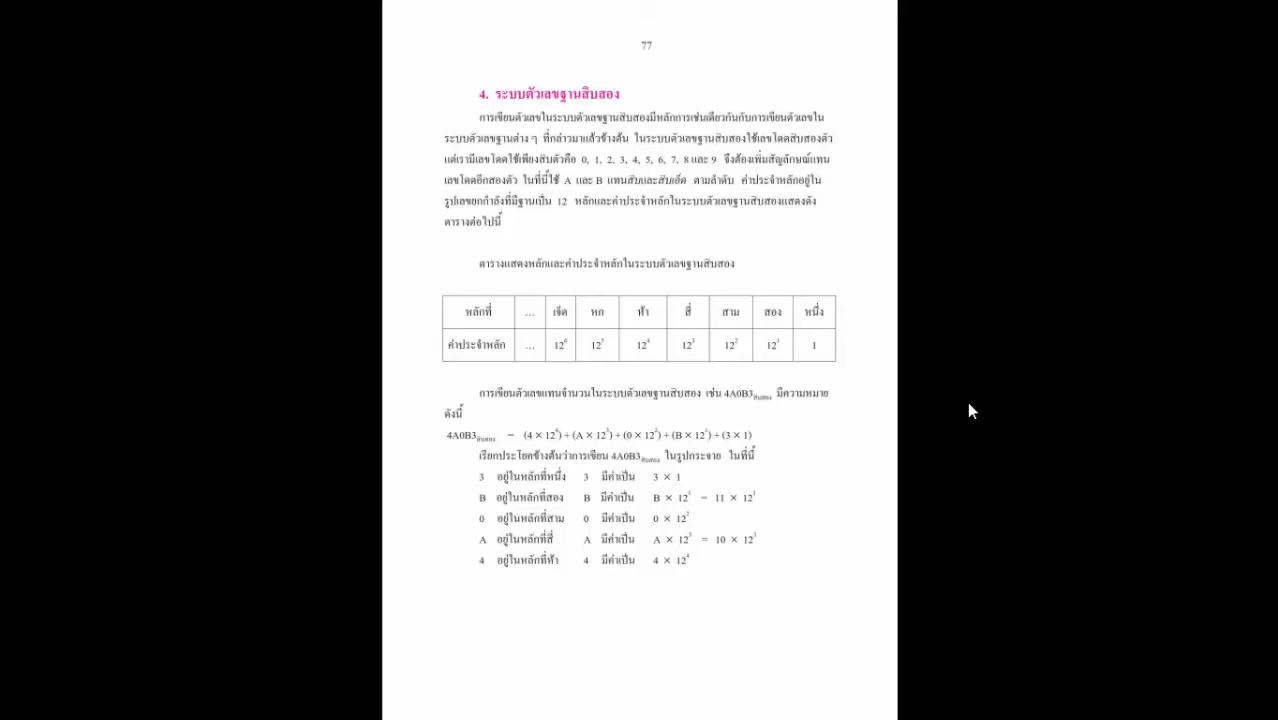 77
4. ระบบตัวเลขฐานสิบสอง
การเขียนตัวเลขในระบบตัวเลขฐานสิบสองมีหลักการเช่นเดียวกันกับการเขียนตัวเลขใน
ระบบตัวเลขฐานต่าง ๆ ที่กล่าวมาแล้วข้างต้น ในระบบตัวเลขฐานสิบสองใช้เลขโดดสิบสองตัว
แต่เรามีเลขโดดใช้เพียงสิบตัวคือ 0, 1, 2, 3, 4, 5, 6, 7, 8 และ 9 จึงต้องเพิ่มสัญลักษณ์แทน
เลขโดดอีกสองตัว ในที่นี้ใช้ A และ B แทนสิบและสิบเอ็ด ตามลำดับ ค่าประจำหลักอยู่ใน
รูปเลขยกกำลังที่มีฐานเป็น 12 หลักและค่าประจำหลักในระบบตัวเลขฐานสิบสองแสดงดัง
ตารางต่อไปนี้
ตารางแสดงหลักและค่าประจำหลักในระบบตัวเลขฐานสิบสอง
หลักที่ ... เจ็ด หก ห้า สี่ สาม สอง หนึ่ง
ค่าประจำหลัก ... 12⁶ 12⁵ 12⁴ 12³ 12² 12¹ 1
การเขียนตัวเลขแทนจำนวนในระบบตัวเลขฐานสิบสอง เช่น 4A0B3สิบสอง มีความหมาย
ดังนี้
4A0B3สิบสอง = (4 × 12⁴) + (A × 12³) + (0 × 12²) + (B × 12¹) + (3 × 1)
เรียกประโยคข้างต้นว่าการเขียน 4A0B3สิบสอง ในรูปกระจาย ในที่นี้
3 อยู่ในหลักที่หนึ่ง 3 มีค่าเป็น 3 × 1
B อยู่ในหลักที่สอง B มีค่าเป็น B × 12¹ = 11 × 12¹
0 อยู่ในหลักที่สาม 0 มีค่าเป็น 0 × 12²
A อยู่ในหลักที่สี่ A มีค่าเป็น A × 12³ = 10 × 12³
4 อยู่ในหลักที่ห้า 4 มีค่าเป็น 4 × 12⁴